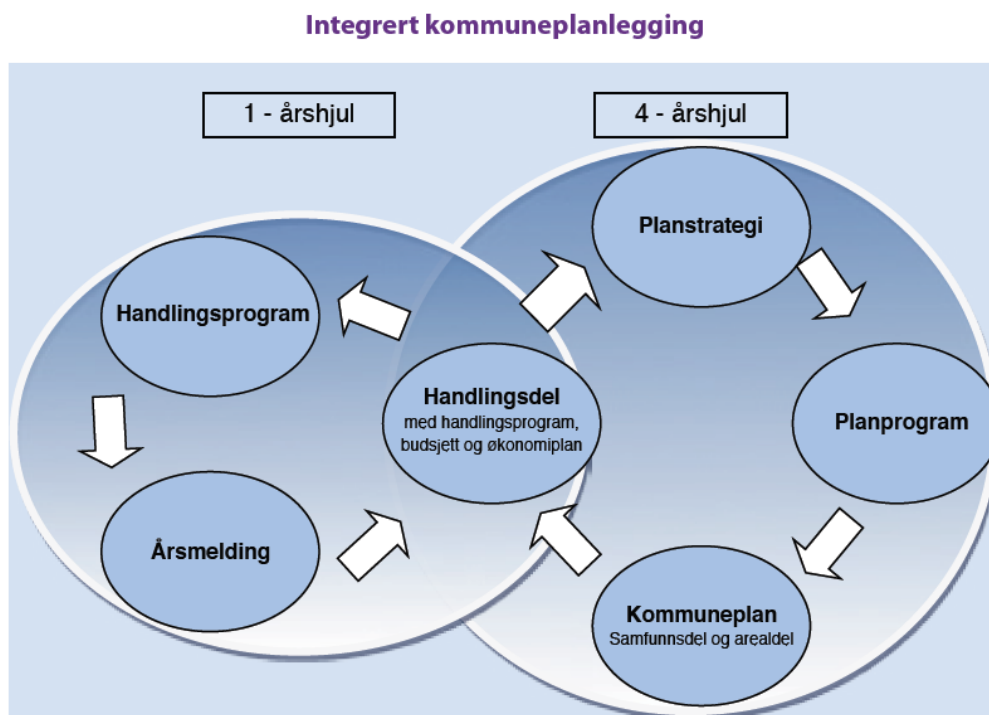 Integrert kommuneplanlegging
1 - årshjul
4 - årshjul
Planstrategi
Handlingsprogram
Handlingsdel
med handlingsprogram,
budsjett og økonomiplan
Planprogram
Årsmelding
Kommuneplan
Samfunnsdel og arealdel